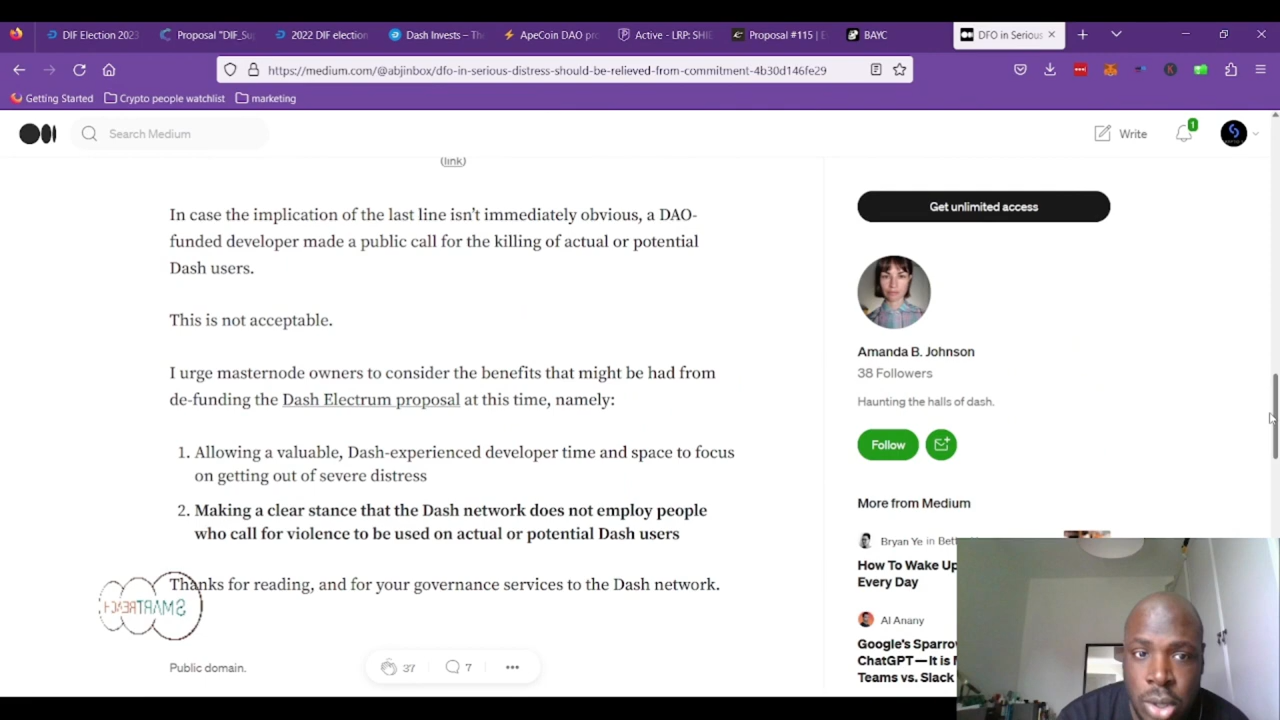 DIF Election 2023
Proposal "DIF_Su
2022 DIF election
Dash Invests – Th
ApeCoin DAO pro
Active - LRP: SHI
Proposal #115 | E
BAYC
DFO in Serious
https://medium.com/@abjinbox/dfo-in-serious-distress-should-be-relieved-from-commitment-4b30d146fe29
Getting Started
Crypto people watchlist
marketing
Search Medium
Write
1
(link)
In case the implication of the last line isn't immediately obvious, a DAO-
funded developer made a public call for the killing of actual or potential
Dash users.
This is not acceptable.
I urge masternode owners to consider the benefits that might be had from
de-funding the Dash Electrum proposal at this time, namely:
1. Allowing a valuable, Dash-experienced developer time and space to focus
on getting out of severe distress
2. Making a clear stance that the Dash network does not employ people
who call for violence to be used on actual or potential Dash users
Thanks for reading, and for your governance services to the Dash network.
SMARTREACH
Public domain.
37
7
Get unlimited access
Amanda B. Johnson
38 Followers
Haunting the halls of dash.
Follow
More from Medium
Bryan Ye in Bett
How To Wake Up
Every Day
Al Anany
Google's Sparro
ChatGPT — It is
Teams vs. Slack